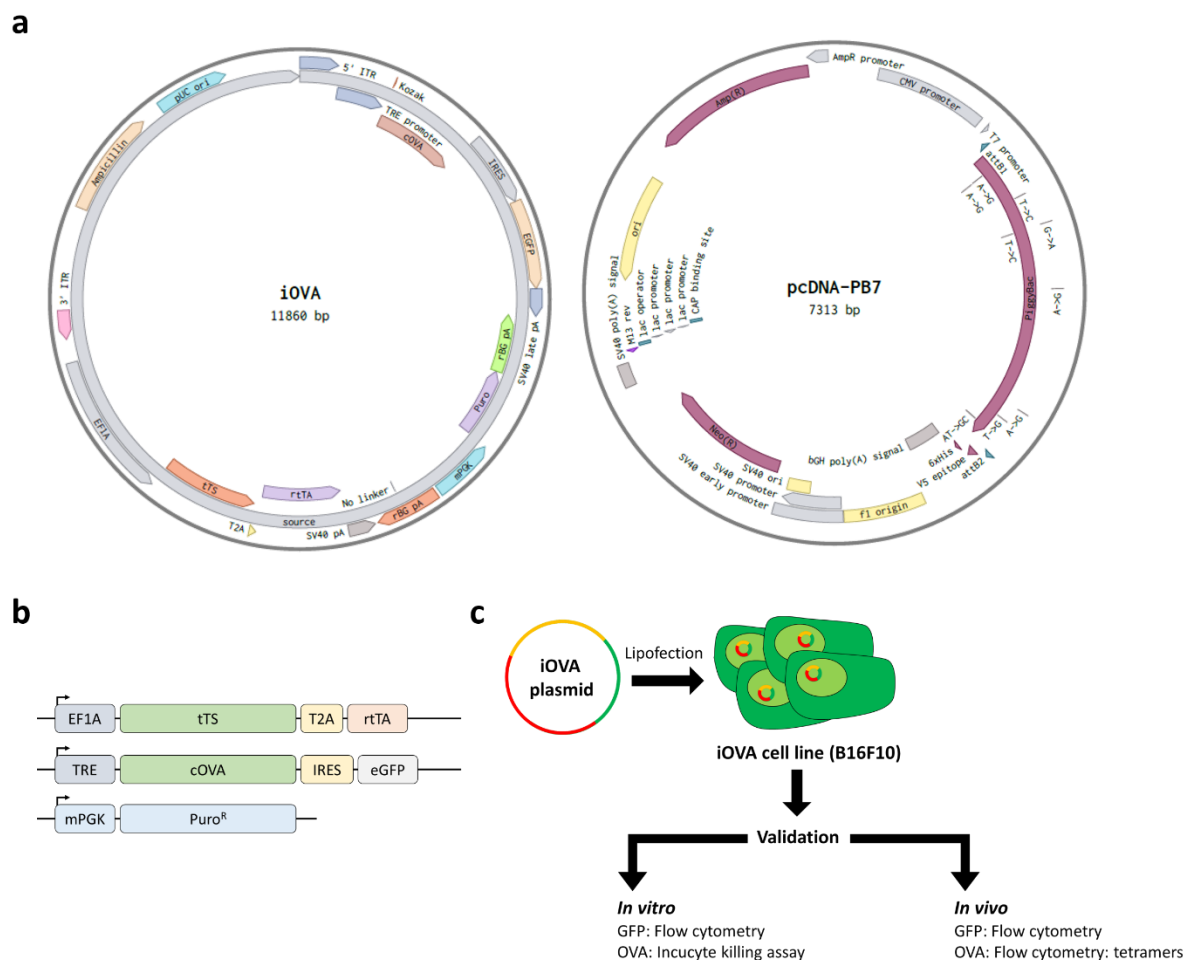 a
5' ITR
Kozak
TRE promoter
cOVA
IRES
EGFP
SV40 late pA
rBG pA
Puro
mPGK
rBG pA
No linker
SV40 pA
source
rtTA
T2A
tTS
EF1A
3' ITR
Ampicillin
pUC ori
iOVA
11860 bp
AmpR promoter
CMV promoter
T7 promoter
attB1
A->G
A->G
T->C
T->C
G->A
PiggyBac
A->G
A->G
T->G
AT->GC
attB2
V5 epitope
6xHis
bGH poly(A) signal
f1 origin
SV40 ori
SV40 promoter
SV40 early promoter
Neo(R)
SV40 poly(A) signal
M13 rev
lac operator
lac promoter
lac promoter
lac promoter
CAP binding site
ori
Amp(R)
pcDNA-PB7
7313 bp
b
EF1A tTS T2A rtTA
TRE cOVA IRES eGFP
mPGK Puroᴿ
c
iOVA
plasmid
Lipofection
iOVA cell line (B16F10)
Validation
In vitro
GFP: Flow cytometry
OVA: Incucyte killing assay
In vivo
GFP: Flow cytometry
OVA: Flow cytometry: tetramers